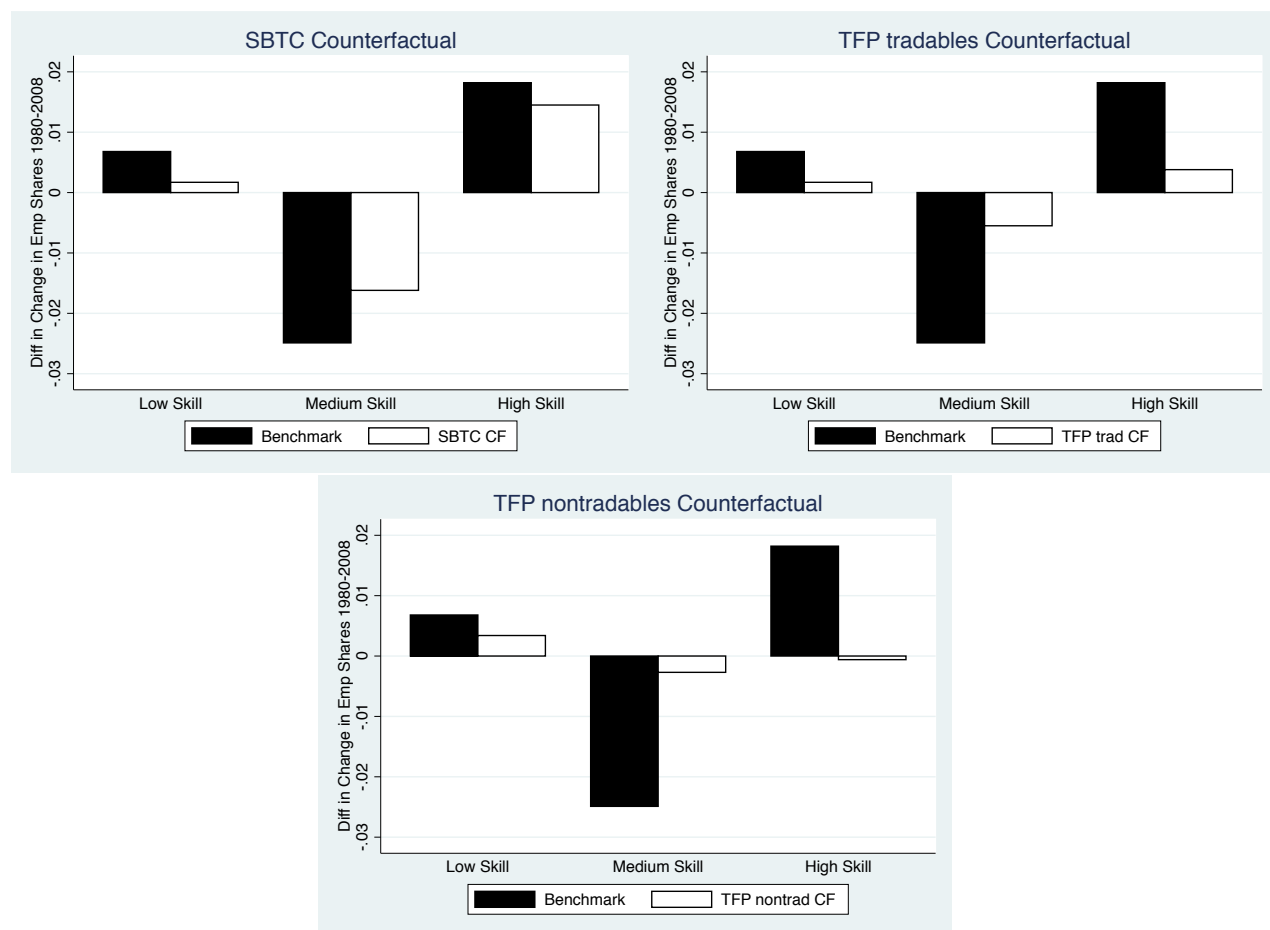 SBTC Counterfactual
Diff in Change in Emp Shares 1980-2008
.02
.01
0
-.01
-.02
-.03
Low Skill Medium Skill High Skill
Benchmark SBTC CF
TFP tradables Counterfactual
Diff in Change in Emp Shares 1980-2008
.02
.01
0
-.01
-.02
-.03
Low Skill Medium Skill High Skill
Benchmark TFP trad CF
TFP nontradables Counterfactual
Diff in Change in Emp Shares 1980-2008
.02
.01
0
-.01
-.02
-.03
Low Skill Medium Skill High Skill
Benchmark TFP nontrad CF